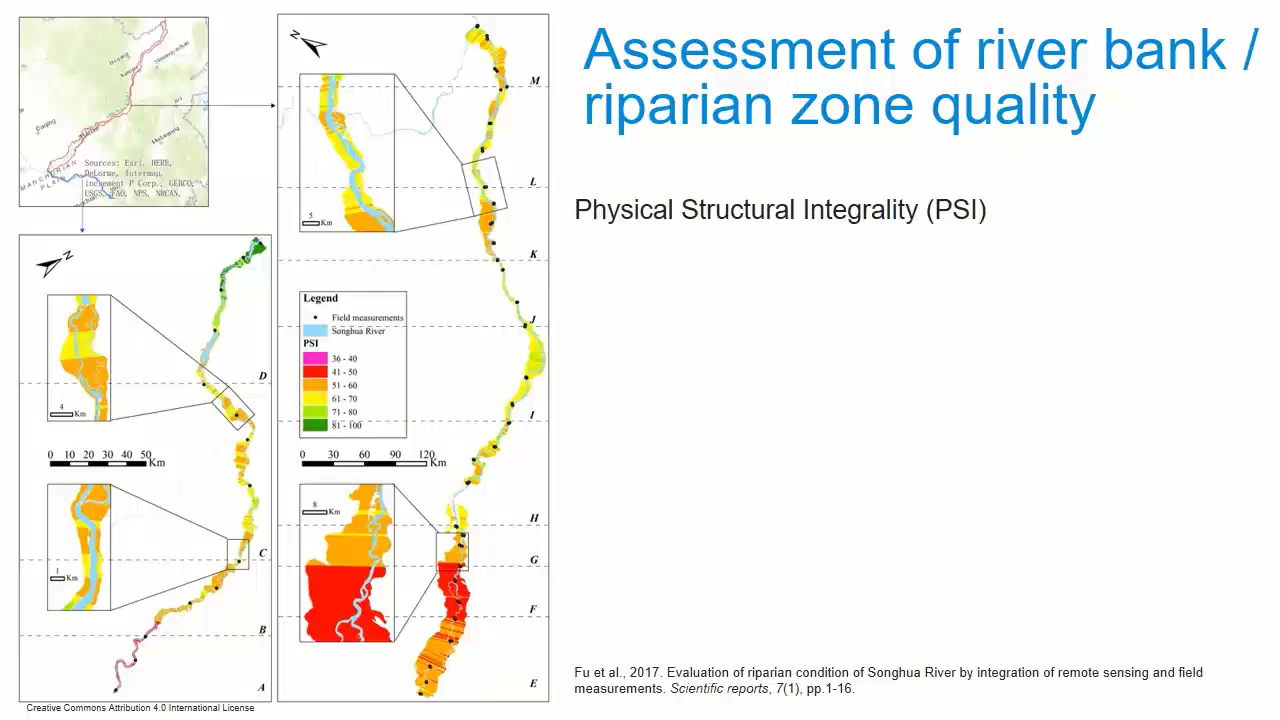 Assessment of river bank /
riparian zone quality
Physical Structural Integrality (PSI)
Daqing
MANCHURIAN
PLAIN
Sources: Esri, HERE,
DeLorme, Intermap,
increment P Corp., GEBCO,
USGS, FAO, NPS, NRCAN,
N
D
4
Km
0 10 20 30 40 50
Km
C
1
Km
B
A
N
M
5
Km
L
K
J
Legend
Field measurements
Songhua River
PSI
36 - 40
41 - 50
51 - 60
61 - 70
71 - 80
81 - 100
I
0 30 60 90 120
Km
8
Km
H
G
F
E
Fu et al., 2017. Evaluation of riparian condition of Songhua River by integration of remote sensing and field
measurements. Scientific reports, 7(1), pp.1-16.
Creative Commons Attribution 4.0 International License